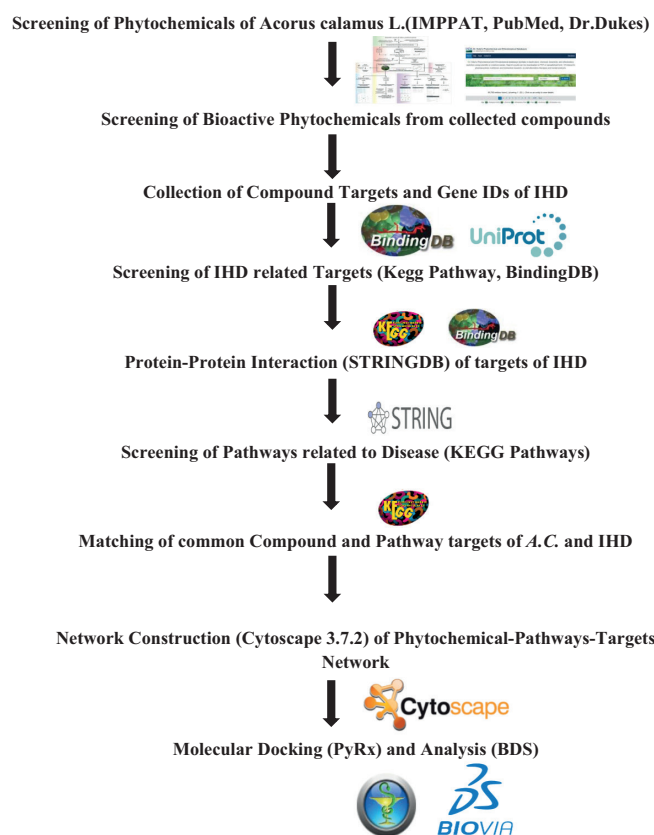 Screening of Phytochemicals of Acorus calamus L.(IMPPAT, PubMed, Dr.Dukes)
Screening of Bioactive Phytochemicals from collected compounds
Collection of Compound Targets and Gene IDs of IHD
BindingDB
UniProt
Screening of IHD related Targets (Kegg Pathway, BindingDB)
KEGG
BindingDB
Protein-Protein Interaction (STRINGDB) of targets of IHD
STRING
Screening of Pathways related to Disease (KEGG Pathways)
KEGG
Matching of common Compound and Pathway targets of A.C. and IHD
Network Construction (Cytoscape 3.7.2) of Phytochemical-Pathways-Targets
Network
Cytoscape
Molecular Docking (PyRx) and Analysis (BDS)
BIOVIA